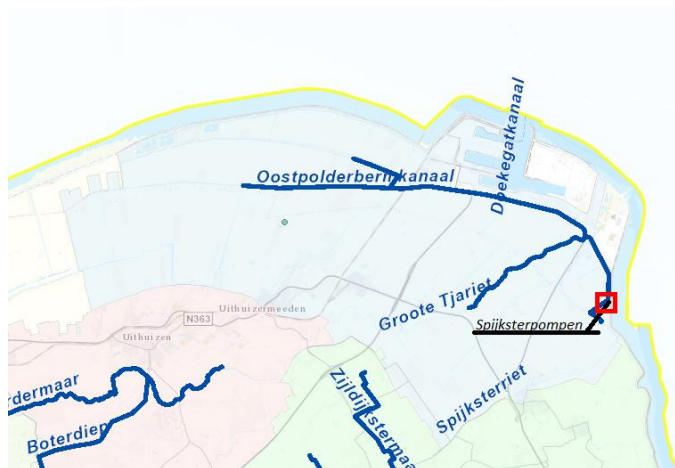 Doekegatkanaal
Oostpolderbermkanaal
Groote Tjariet
Spijksterpompen
Uithuizermeeden
N363
Uithuizen
Zijldijkstermaar
Spijksterriet
rdermaar
Boterdiep